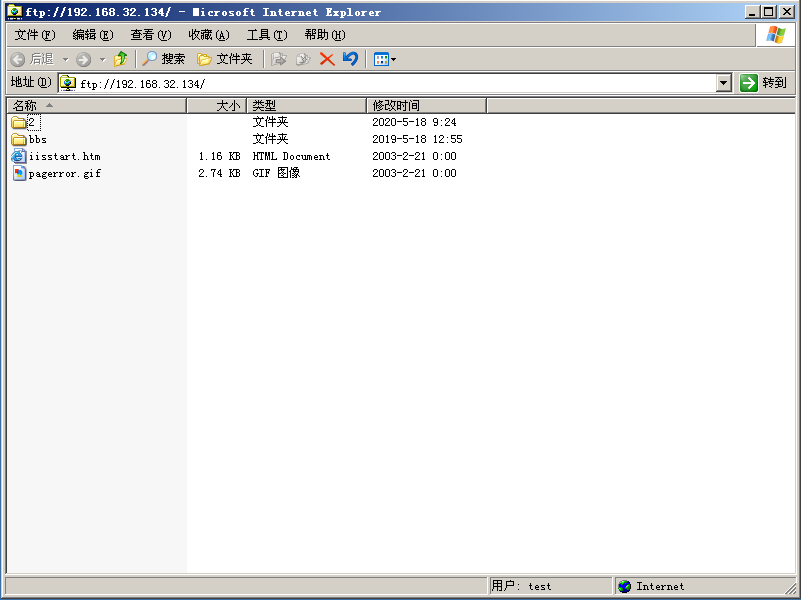 ftp://192.168.32.134/ - Microsoft Internet Explorer
文件(F) 编辑(E) 查看(V) 收藏(A) 工具(T) 帮助(H)
后退 搜索 文件夹
地址(D) ftp://192.168.32.134/ 转到
名称 大小 类型 修改时间
2 文件夹 2020-5-18 9:24
bbs 文件夹 2019-5-18 12:55
iisstart.htm 1.16 KB HTML Document 2003-2-21 0:00
pagerror.gif 2.74 KB GIF 图像 2003-2-21 0:00
用户: test Internet